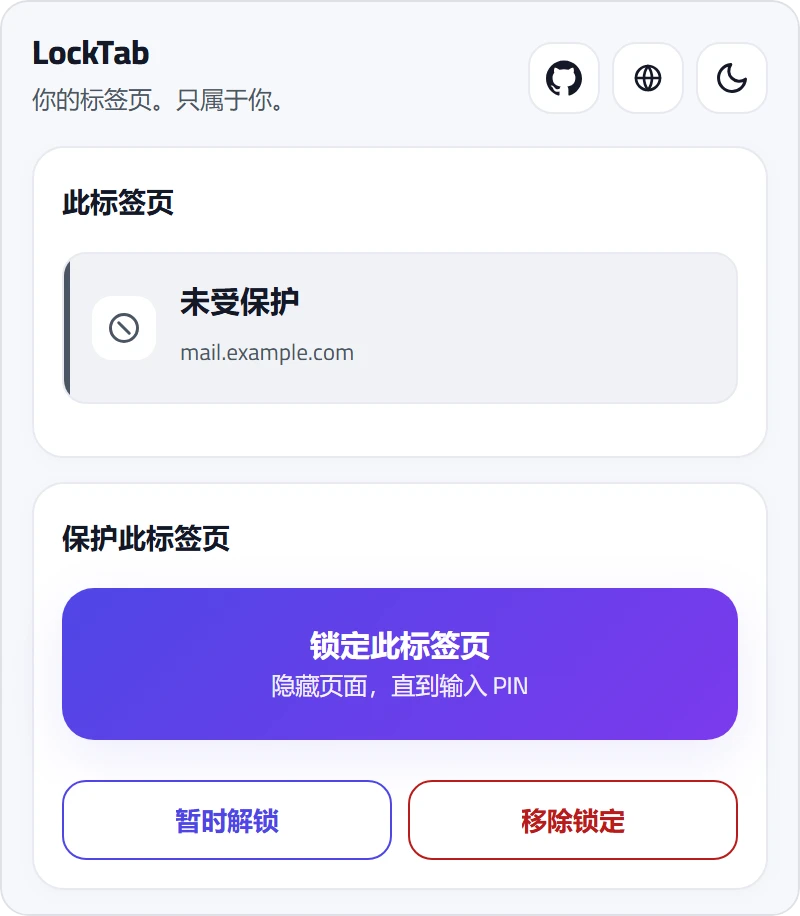 LockTab
你的标签页。只属于你。
此标签页
未受保护
mail.example.com
保护此标签页
锁定此标签页
隐藏页面，直到输入 PIN
暂时解锁
移除锁定